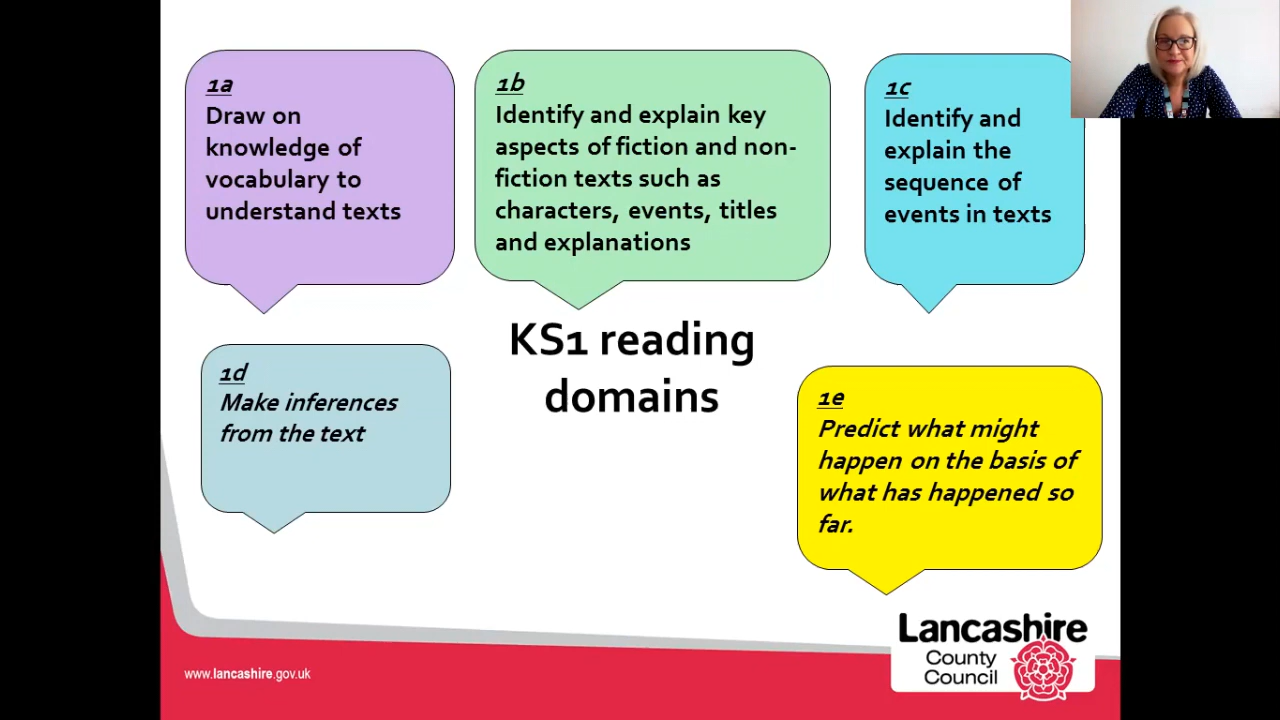 1a
Draw on
knowledge of
vocabulary to
understand texts
1b
Identify and explain key
aspects of fiction and non-
fiction texts such as
characters, events, titles
and explanations
1c
Identify and
explain the
sequence of
events in texts
KS1 reading
domains
1d
Make inferences
from the text
1e
Predict what might
happen on the basis of
what has happened so
far.
www.lancashire.gov.uk
Lancashire
County
Council